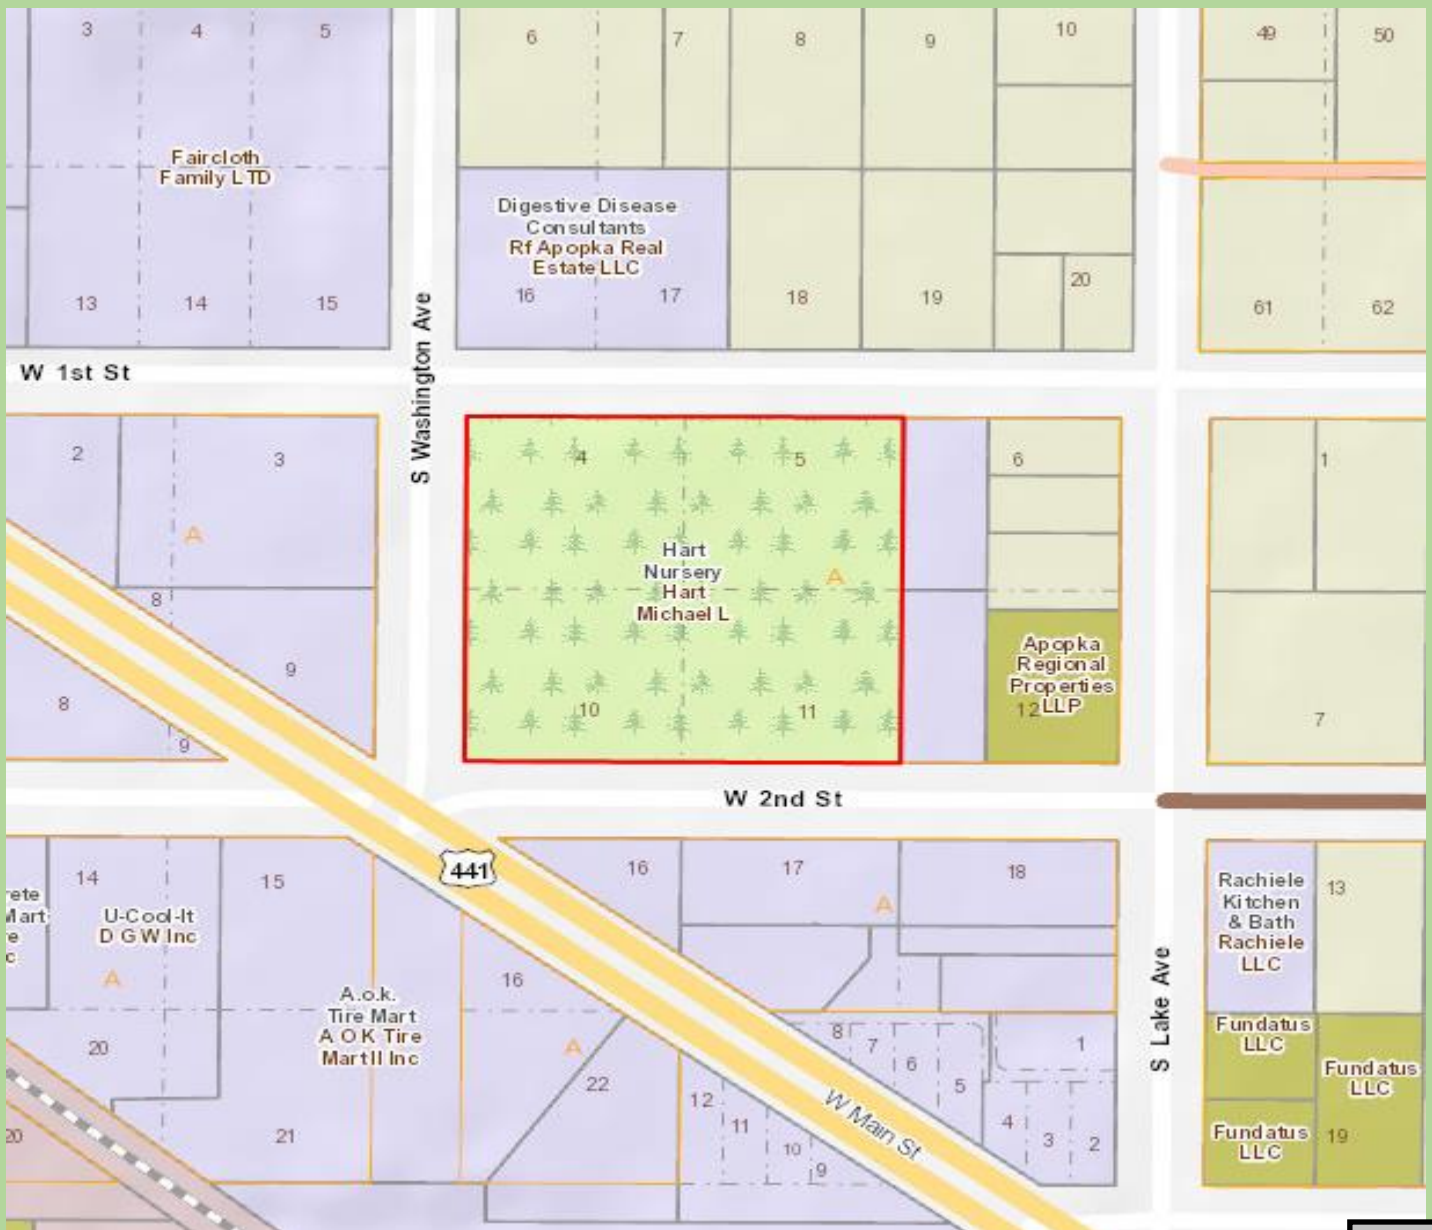 3 4 5
6 7 8 9 10
49 50
Faircloth
Family LTD
Digestive Disease
Consultants
Rf Apopka Real
Estate LLC
13 14 15
16 17 18 19 20
61 62
S Washington Ave
W 1st St
2 3
A
8
9
8
9
4 5
Hart
Nursery
Hart
Michael L
A
10 11
6
Apopka
Regional
Properties
LLP
12
1
7
W 2nd St
441
rete
Mart
re
c
14
U-Cool-It
D G W Inc
A
20
20
15
A.o.k.
Tire Mart
A O K Tire
Mart II Inc
21
16
A
22
16 17 18
A
8 7 6 5
1
4 3 2
12 11 10 9
W Main St
S Lake Ave
Rachiele
Kitchen
& Bath
Rachiele
LLC
13
Fundatus
LLC
Fundatus
LLC
Fundatus
LLC
19